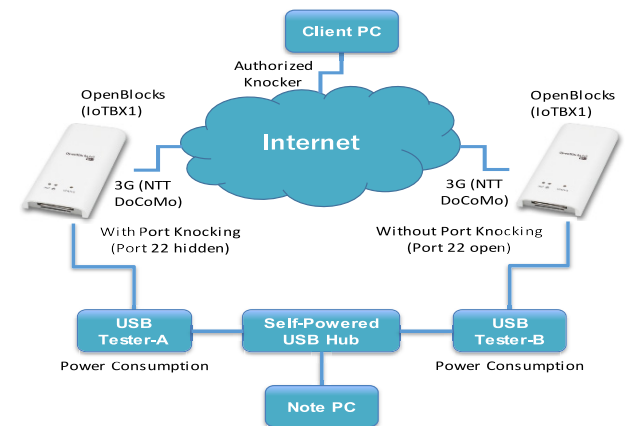 Client PC
Authorized
Knocker
OpenBlocks
(IoTBX1)
OpenBlocks
(IoTBX1)
Internet
3G (NTT
DoCoMo)
3G (NTT
DoCoMo)
With Port Knocking
(Port 22 hidden)
Without Port Knocking
(Port 22 open)
USB
Tester-A
Self-Powered
USB Hub
USB
Tester-B
Power Consumption
Power Consumption
Note PC